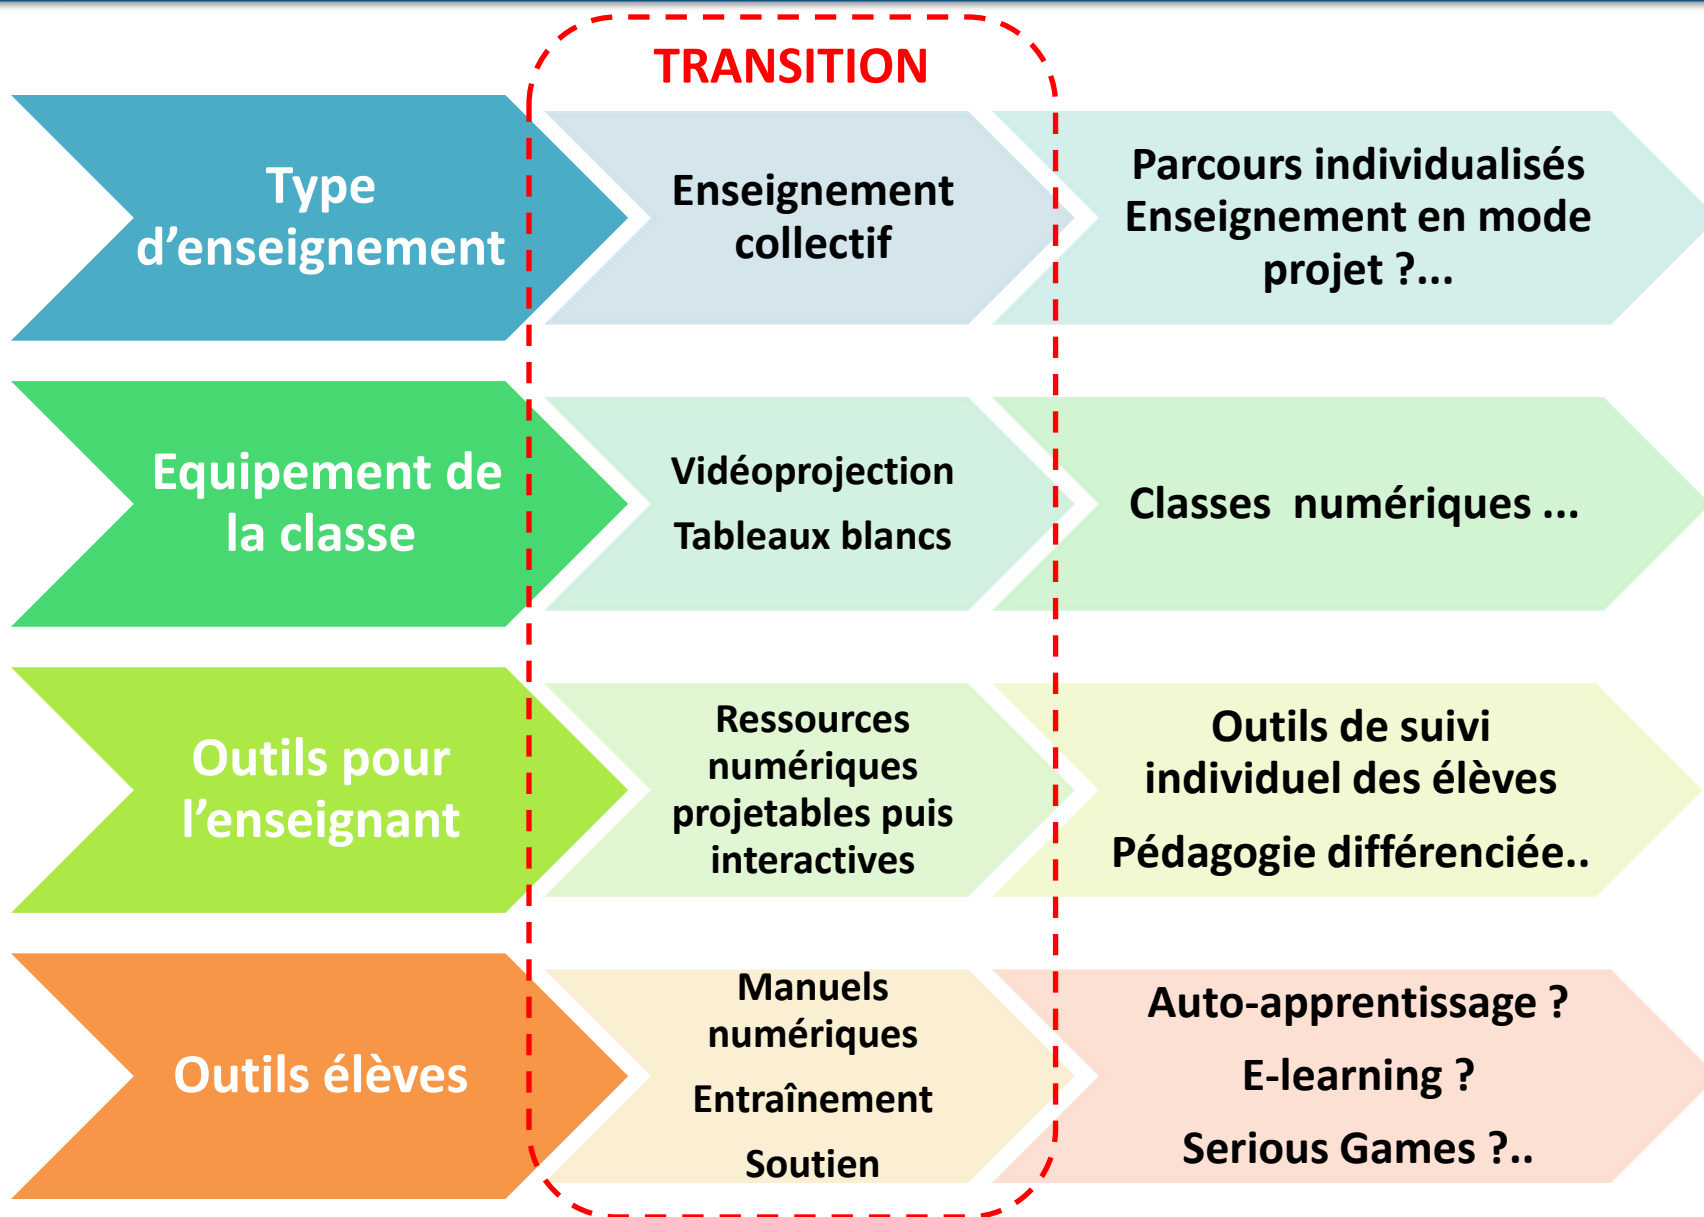 TRANSITION
Type
d’enseignement
Enseignement
collectif
Parcours individualisés
Enseignement en mode
projet ?...
Equipement de
la classe
Vidéoprojection
Tableaux blancs
Classes  numériques ...
Outils pour
l’enseignant
Ressources
numériques
projetables puis
interactives
Outils de suivi
individuel des élèves
Pédagogie différenciée..
Outils élèves
Manuels
numériques
Entraînement
Soutien
Auto-apprentissage ?
E-learning ?
Serious Games ?..